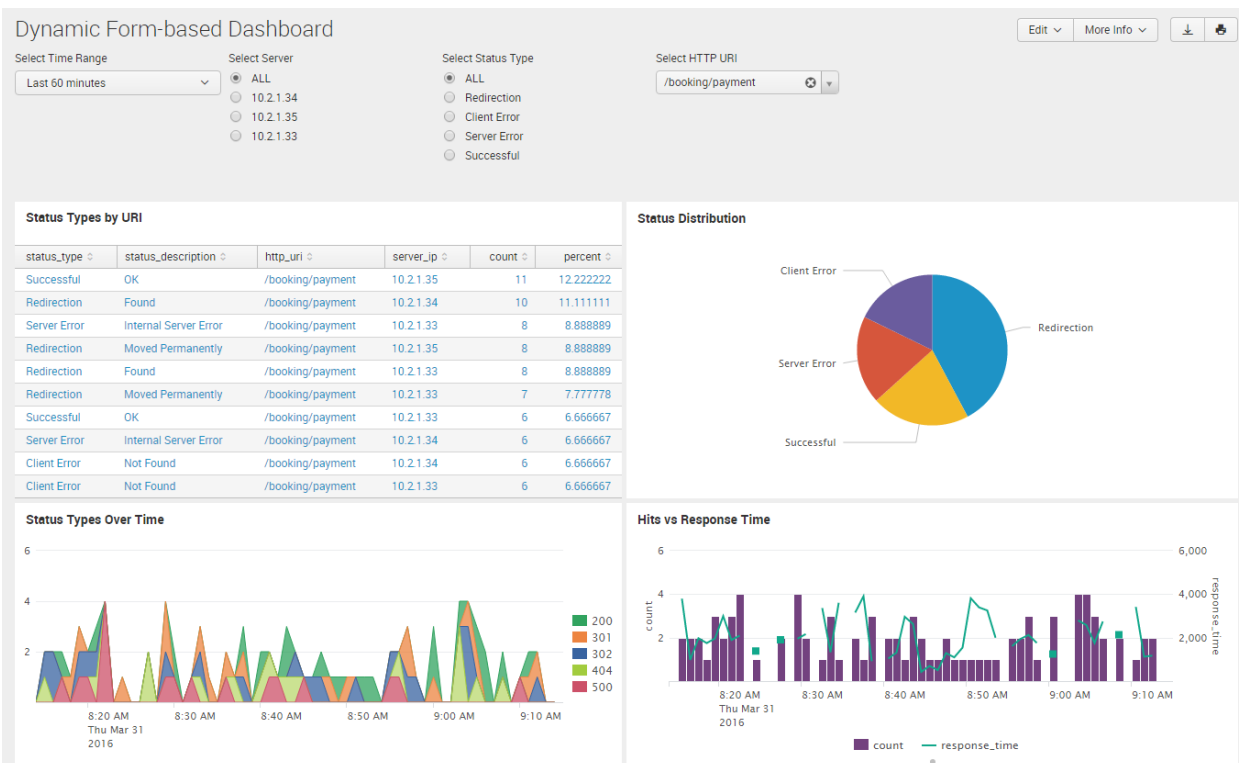 Dynamic Form-based Dashboard
Edit More Info
Select Time Range Select Server Select Status Type Select HTTP URI
Last 60 minutes ALL ALL /booking/payment
10.2.1.34 Redirection
10.2.1.35 Client Error
10.2.1.33 Server Error
Successful
Status Types by URI
status_type status_description http_uri server_ip count percent
Successful OK /booking/payment 10.2.1.35 11 12.222222
Redirection Found /booking/payment 10.2.1.34 10 11.111111
Server Error Internal Server Error /booking/payment 10.2.1.33 8 8.888889
Redirection Moved Permanently /booking/payment 10.2.1.35 8 8.888889
Redirection Found /booking/payment 10.2.1.33 8 8.888889
Redirection Moved Permanently /booking/payment 10.2.1.33 7 7.777778
Successful OK /booking/payment 10.2.1.33 6 6.666667
Server Error Internal Server Error /booking/payment 10.2.1.34 6 6.666667
Client Error Not Found /booking/payment 10.2.1.34 6 6.666667
Client Error Not Found /booking/payment 10.2.1.33 6 6.666667
Status Distribution
Client Error
Redirection
Server Error
Successful
Status Types Over Time
6
4
2
200
301
302
404
500
8:20 AM 8:30 AM 8:40 AM 8:50 AM 9:00 AM 9:10 AM
Thu Mar 31
2016
Hits vs Response Time
6 6,000
4 4,000
2 2,000
count
response_time
8:20 AM 8:30 AM 8:40 AM 8:50 AM 9:00 AM 9:10 AM
Thu Mar 31
2016
count response_time